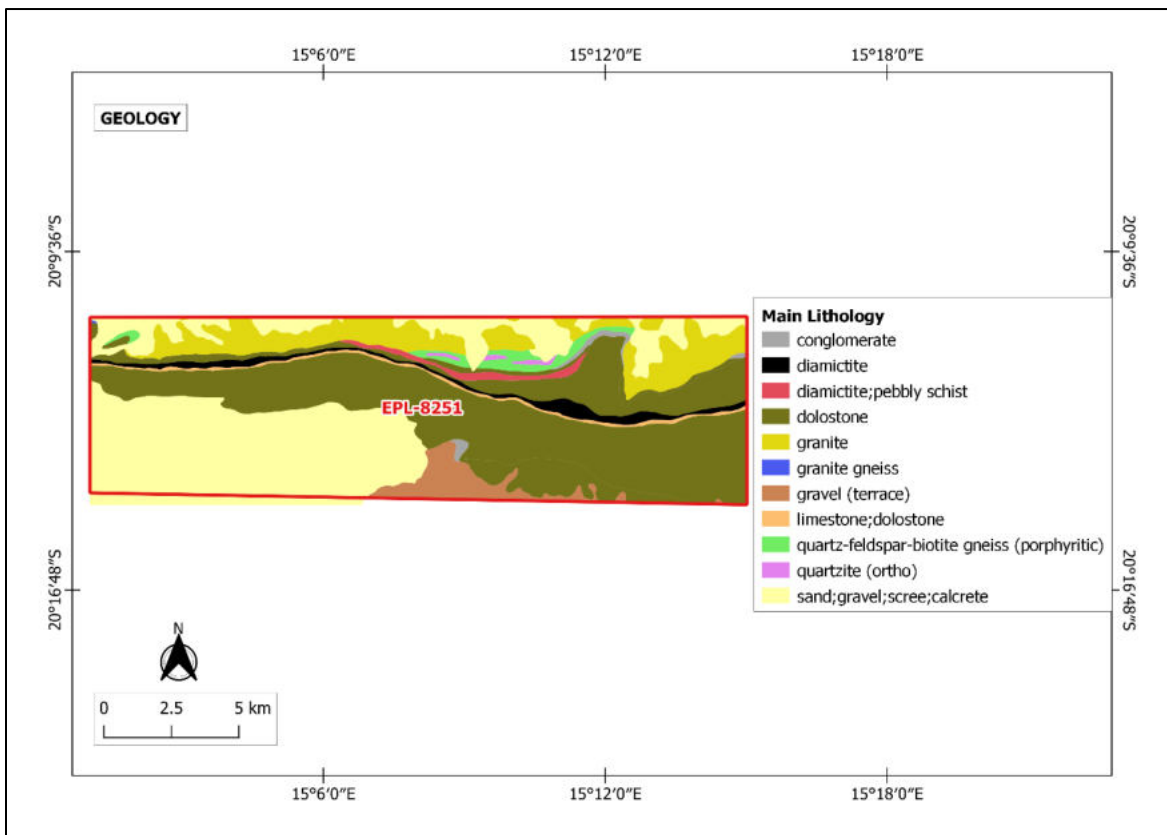 15°6′0″E 15°12′0″E 15°18′0″E
GEOLOGY
20°9′36″S 20°9′36″S
EPL-8251
Main Lithology
conglomerate
diamictite
diamictite;pebbly schist
dolostone
granite
granite gneiss
gravel (terrace)
limestone;dolostone
quartz-feldspar-biotite gneiss (porphyritic)
quartzite (ortho)
sand;gravel;scree;calcrete
20°16′48″S 20°16′48″S
N
0 2.5 5 km
15°6′0″E 15°12′0″E 15°18′0″E